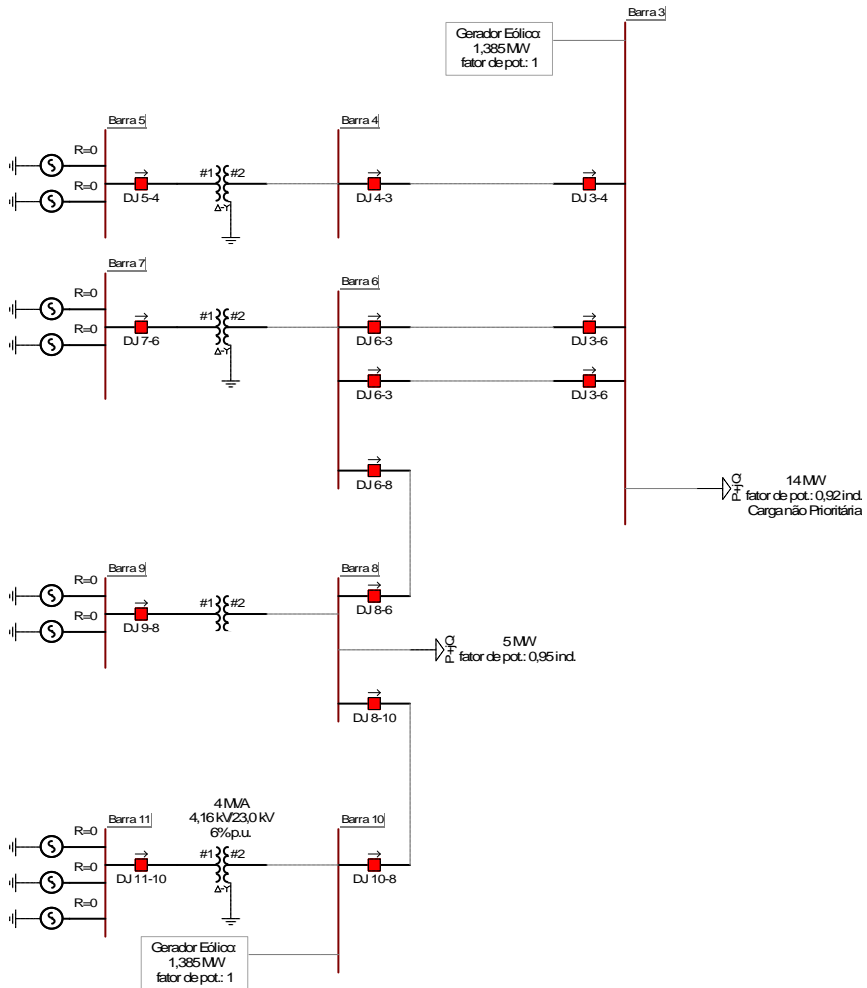 Barra 3
Gerador Eólico:
1,385 MW
fator de pot.: 1
Barra 5
Barra 4
R=0
R=0
#1
#2
DJ 5-4
Δ-Y
DJ 4-3
DJ 3-4
Barra 7
Barra 6
R=0
R=0
#1
#2
DJ 7-6
Δ-Y
DJ 6-3
DJ 3-6
DJ 6-3
DJ 3-6
DJ 6-8
P+jQ
14 MW
fator de pot.: 0,92 ind.
Carga não Prioritária
Barra 9
Barra 8
R=0
R=0
#1
#2
DJ 9-8
DJ 8-6
P+jQ
5 MW
fator de pot.: 0,95 ind.
DJ 8-10
4 MVA
4,16 kV/23,0 kV
6% p.u.
Barra 11
Barra 10
R=0
R=0
R=0
#1
#2
DJ 11-10
Δ-Y
DJ 10-8
Gerador Eólico:
1,385 MW
fator de pot.: 1